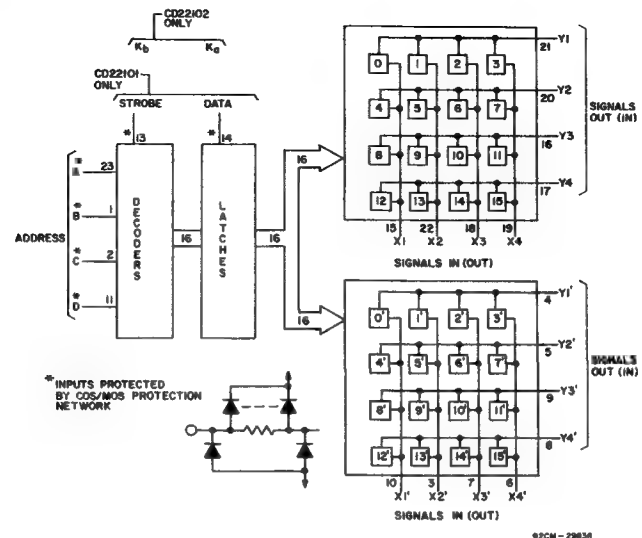 CD22102
ONLY
Kb Ka
CD22101
ONLY
STROBE DATA
*13 *14
ADDRESS
*A 23
*B 1
*C 2
*D 11
DECODERS
16
LATCHES
16
16
16
0 1 2 3
4 5 6 7
8 9 10 11
12 13 14 15
21 Y1
20 Y2
16 Y3
17 Y4
SIGNALS
OUT (IN)
15 22 18 19
X1 X2 X3 X4
SIGNALS IN (OUT)
0' 1' 2' 3'
4' 5' 6' 7'
8' 9' 10' 11'
12' 13' 14' 15'
4 Y1'
5 Y2'
9 Y3'
8 Y4'
SIGNALS
OUT (IN)
10 3 7 6
X1' X2' X3' X4'
SIGNALS IN (OUT)
*INPUTS PROTECTED
BY COS/MOS PROTECTION
NETWORK
92CM-29838